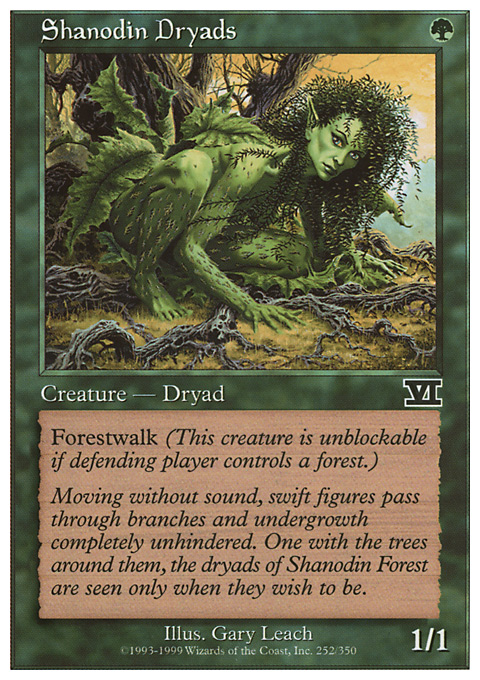 Shanodin Dryads
Creature — Dryad
VI
Forestwalk (This creature is unblockable
if defending player controls a forest.)
Moving without sound, swift figures pass
through branches and undergrowth
completely unhindered. One with the trees
around them, the dryads of Shanodin Forest
are seen only when they wish to be.
Illus. Gary Leach
©1993-1999 Wizards of the Coast, Inc. 252/350
1/1